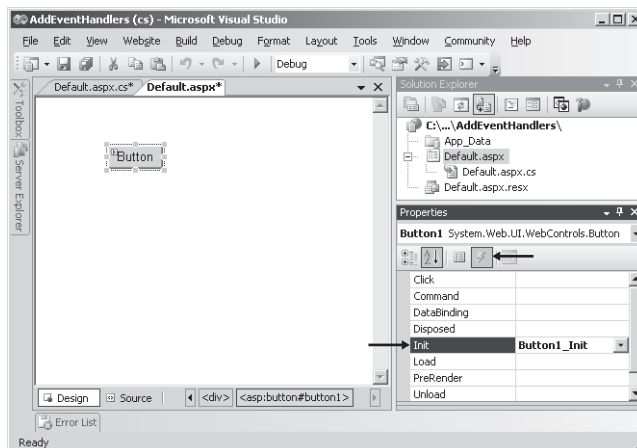 AddEventHandlers (cs) - Microsoft Visual Studio
File Edit View Website Build Debug Format Layout Tools Window Community Help
Debug
Toolbox
Server Explorer
Default.aspx.cs* Default.aspx*
Button
Design Source <div> <asp:button#button1>
Solution Explorer
C:\...\AddEventHandlers\
App_Data
Default.aspx
Default.aspx.cs
Default.aspx.resx
Properties
Button1 System.Web.UI.WebControls.Button
Click
Command
DataBinding
Disposed
Init Button1_Init
Load
PreRender
Unload
Error List
Ready